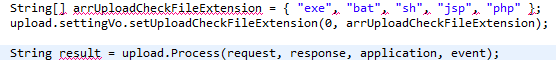 String[] arrUploadCheckFileExtension = { "exe", "bat", "sh", "jsp", "php" };
upload.settingVo.setUploadCheckFileExtension(0, arrUploadCheckFileExtension);
String result = upload.Process(request, response, application, event);